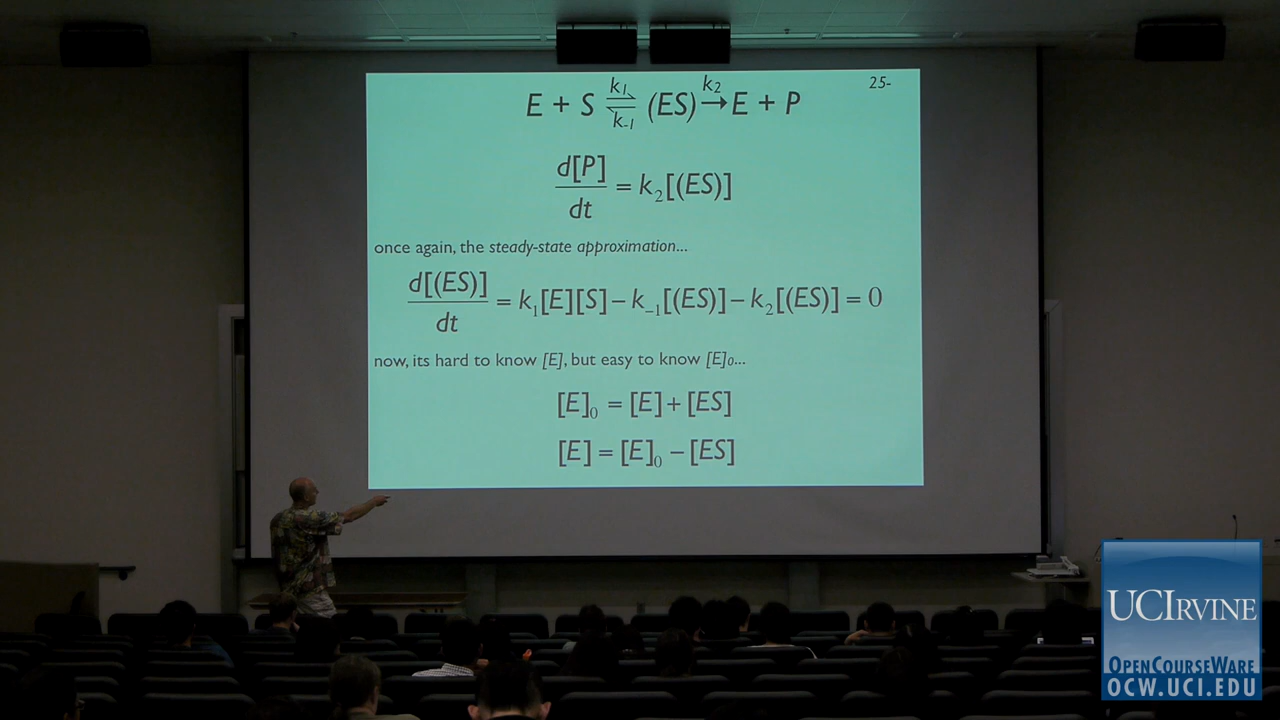 25-
E + S k₁ ⇌ k₋₁ (ES) k₂ → E + P
d[P]/dt = k₂[(ES)]
once again, the steady-state approximation...
d[(ES)]/dt = k₁[E][S] − k₋₁[(ES)] − k₂[(ES)] = 0
now, its hard to know [E], but easy to know [E]₀...
[E]₀ = [E] + [ES]
[E] = [E]₀ − [ES]
UCIRVINE
OPENCOURSEWARE
OCW.UCI.EDU